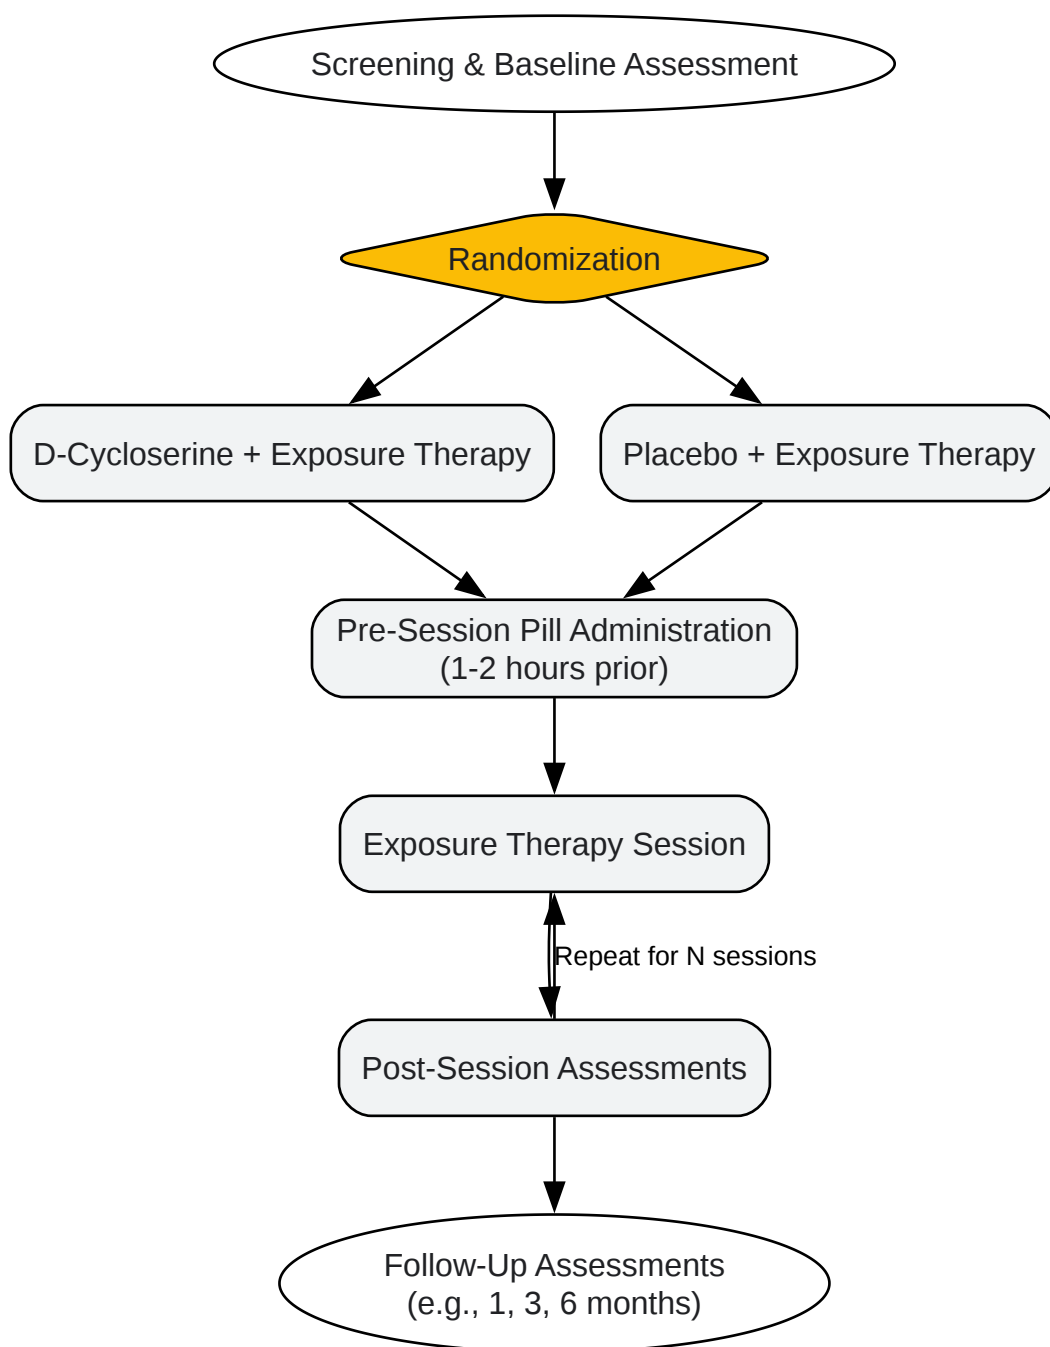 Screening & Baseline Assessment
Randomization
D-Cycloserine + Exposure Therapy
Placebo + Exposure Therapy
Pre-Session Pill Administration
(1-2 hours prior)
Exposure Therapy Session
Repeat for N sessions
Post-Session Assessments
Follow-Up Assessments
(e.g., 1, 3, 6 months)